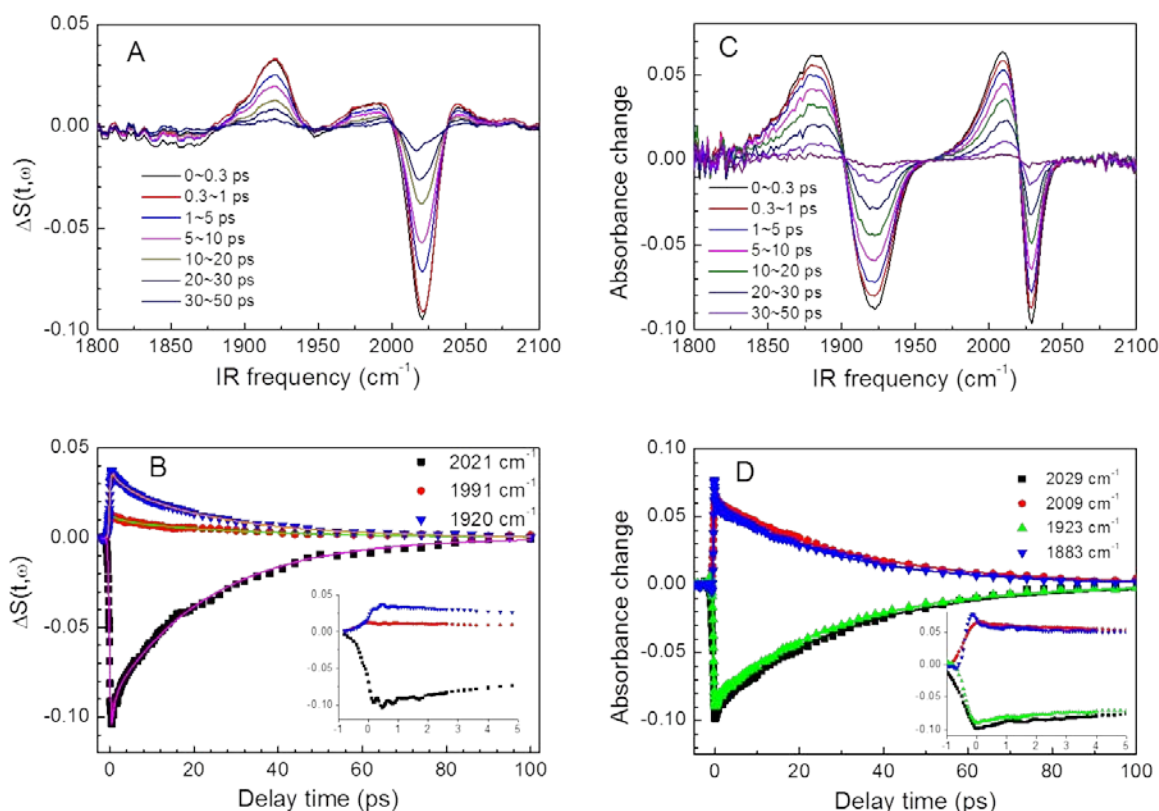 A
0.05
0.00
-0.05
-0.10
ΔS(t,ω)
0~0.3 ps
0.3~1 ps
1~5 ps
5~10 ps
10~20 ps
20~30 ps
30~50 ps
1800 1850 1900 1950 2000 2050 2100
IR frequency (cm⁻¹)
C
0.05
0.00
-0.05
-0.10
Absorbance change
0~0.3 ps
0.3~1 ps
1~5 ps
5~10 ps
10~20 ps
20~30 ps
30~50 ps
1800 1850 1900 1950 2000 2050 2100
IR frequency (cm⁻¹)
B
0.05
0.00
-0.05
-0.10
ΔS(t,ω)
2021 cm⁻¹
1991 cm⁻¹
1920 cm⁻¹
0.05
0.00
-0.05
-0.10
-1 0 1 2 3 4 5
0 20 40 60 80 100
Delay time (ps)
D
0.10
0.05
0.00
-0.05
-0.10
Absorbance change
2029 cm⁻¹
2009 cm⁻¹
1923 cm⁻¹
1883 cm⁻¹
0.05
0.00
-0.05
-0.10
-1 0 1 2 3 4 5
0 20 40 60 80 100
Delay time (ps)